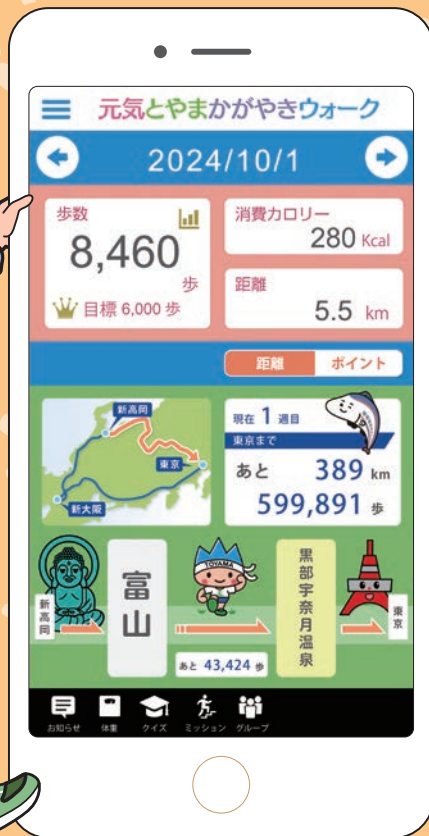 元気とやまかがやきウォーク
2024/10/1
歩数
8,460
歩
目標 6,000 歩
消費カロリー
280 Kcal
距離
5.5 km
距離 ポイント
新高岡
東京
新大阪
現在 1 週目
東京まで
あと 389 km
599,891 歩
新高岡
富山
TOYAMA
黒部宇奈月温泉
東京
あと 43,424 歩
お知らせ 体重 クイズ ミッション グループ